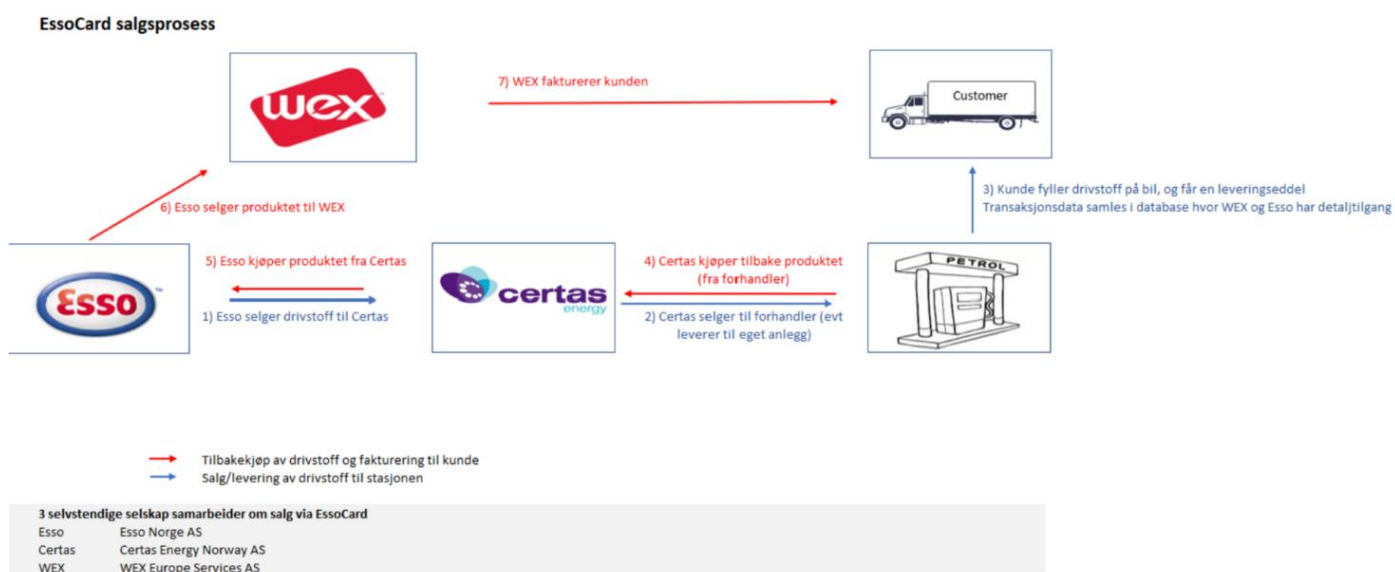 EssoCard salgsprosess
wex
7) WEX fakturerer kunden
Customer
6) Esso selger produktet til WEX
3) Kunde fyller drivstoff på bil, og får en leveringseddel
Transaksjonsdata samles i database hvor WEX og Esso har detaljtilgang
Esso
TM
5) Esso kjøper produktet fra Certas
1) Esso selger drivstoff til Certas
certas
energy
4) Certas kjøper tilbake produktet
(fra forhandler)
2) Certas selger til forhandler (evt
leverer til eget anlegg)
PETROL
Tilbakekjøp av drivstoff og fakturering til kunde
Salg/levering av drivstoff til stasjonen
3 selvstendige selskap samarbeider om salg via EssoCard
Esso Esso Norge AS
Certas Certas Energy Norway AS
WEX WEX Europe Services AS